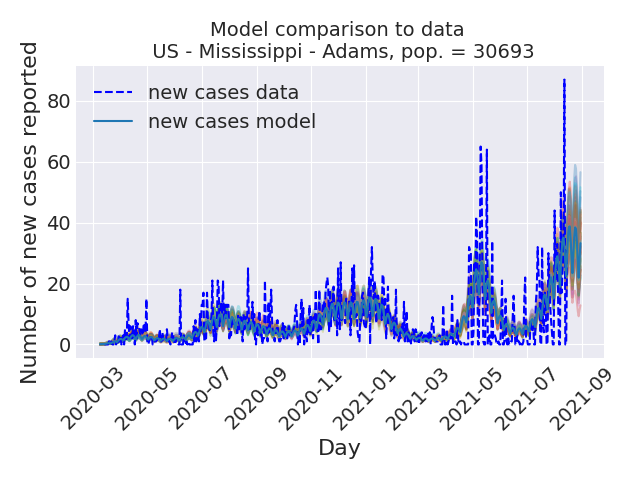 Model comparison to data
US - Mississippi - Adams, pop. = 30693
Number of new cases reported
80
60
40
20
0
new cases data
new cases model
2020-03
2020-05
2020-07
2020-09
2020-11
2021-01
2021-03
2021-05
2021-07
2021-09
Day